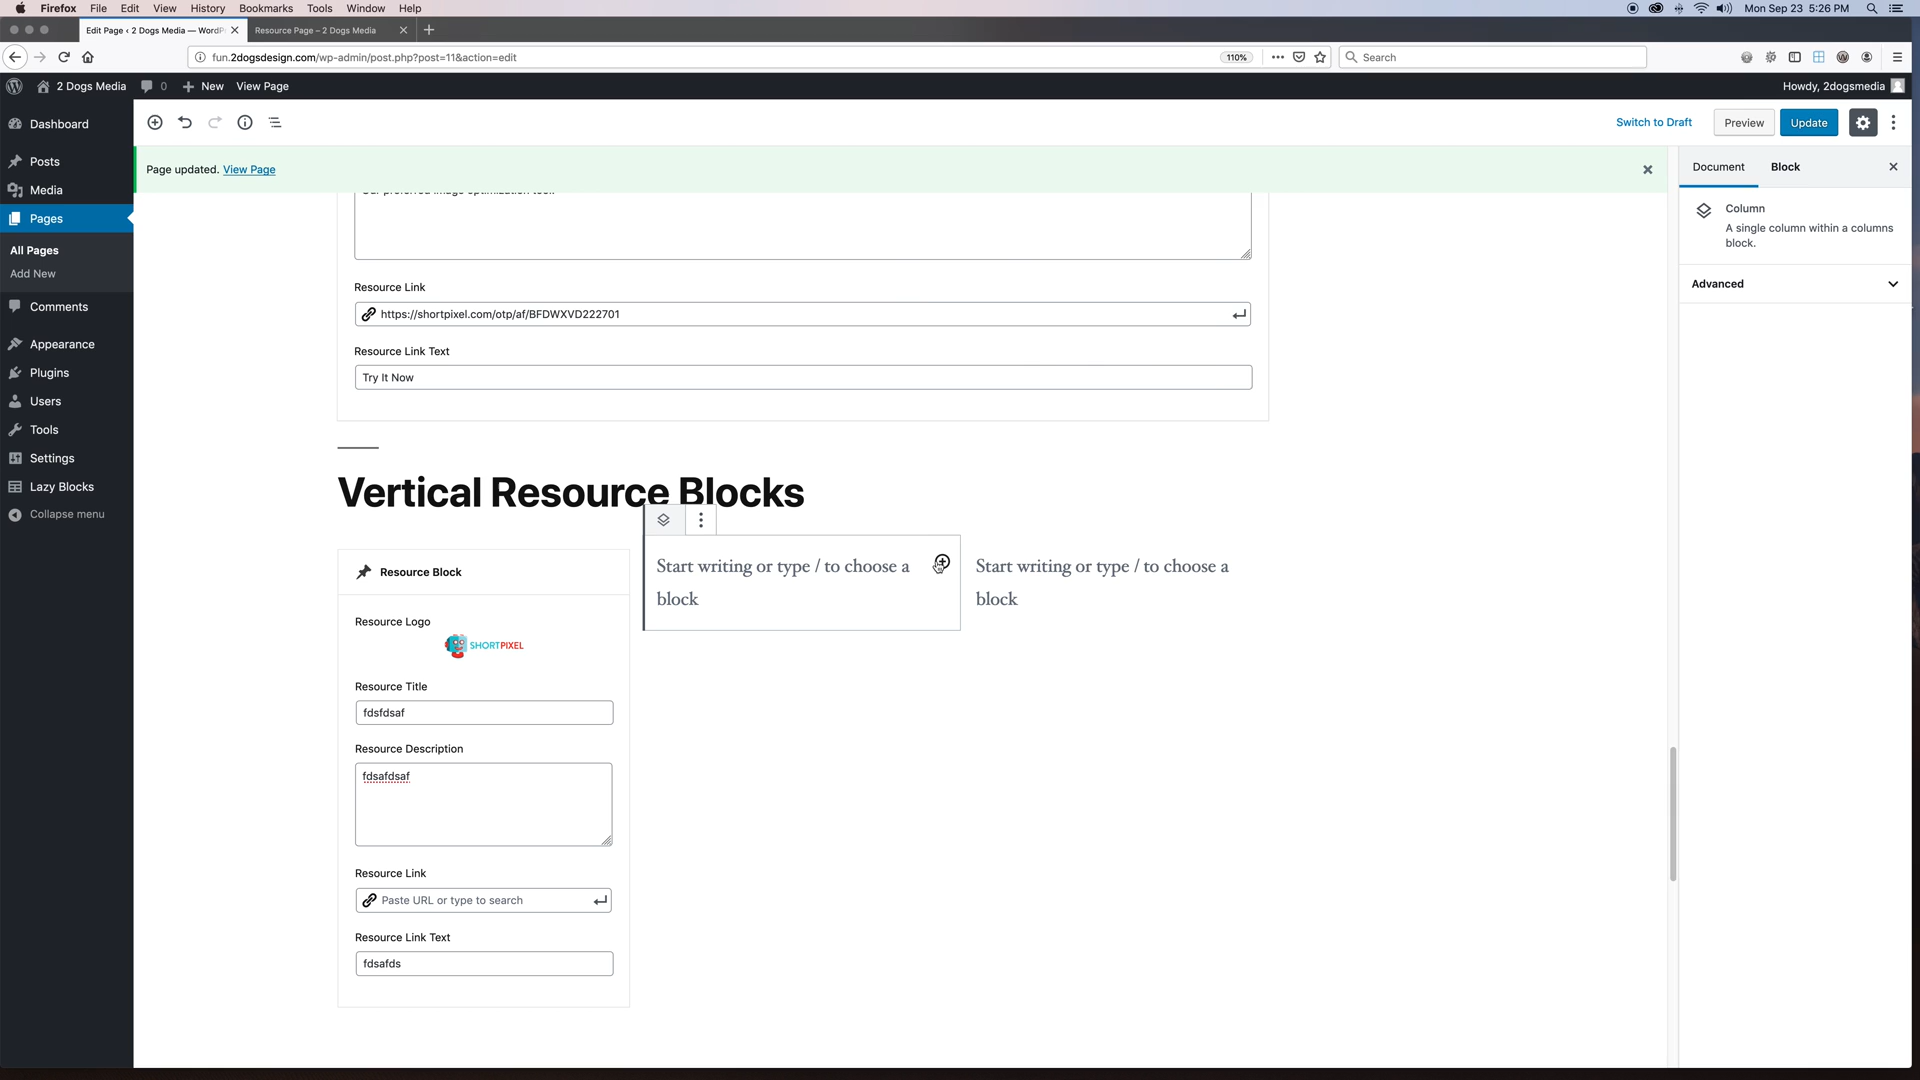 Firefox File Edit View History Bookmarks Tools Window Help
Mon Sep 23 5:26 PM
Edit Page ‹ 2 Dogs Media — WordP
Resource Page – 2 Dogs Media
fun.2dogsdesign.com/wp-admin/post.php?post=11&action=edit
110%
Search
2 Dogs Media 0 New View Page
Howdy, 2dogsmedia
Dashboard
Posts
Media
Pages
All Pages
Add New
Comments
Appearance
Plugins
Users
Tools
Settings
Lazy Blocks
Collapse menu
Switch to Draft
Preview
Update
Page updated. View Page
Our preferred image optimization tool.
Resource Link
https://shortpixel.com/otp/af/BFDWXVD222701
Resource Link Text
Try It Now
Vertical Resource Blocks
Resource Block
Resource Logo
SHORTPIXEL
Resource Title
fdsfdsaf
Resource Description
fdsafdsaf
Resource Link
Paste URL or type to search
Resource Link Text
fdsafds
Start writing or type / to choose a
block
Start writing or type / to choose a
block
Document
Block
Column
A single column within a columns
block.
Advanced